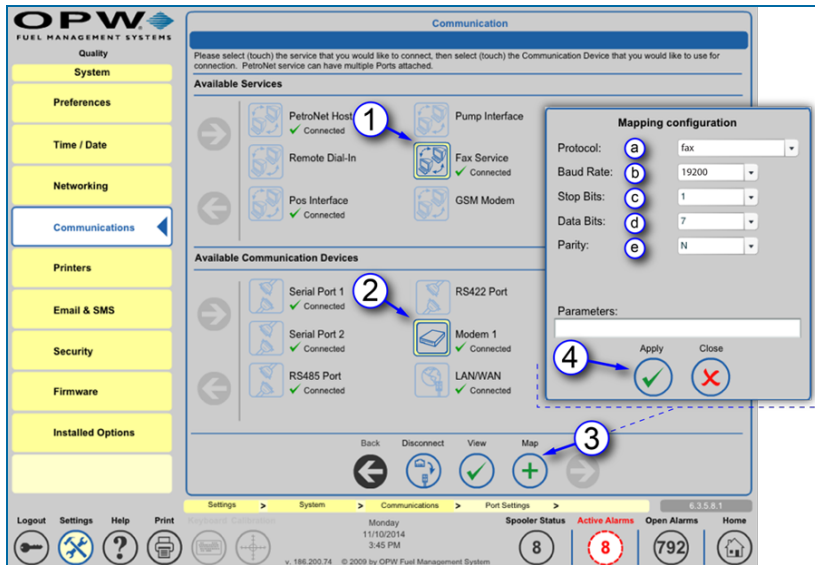 OPW
FUEL MANAGEMENT SYSTEMS
Quality
System
Preferences
Time / Date
Networking
Communications
Printers
Email & SMS
Security
Firmware
Installed Options
Communication
Please select (touch) the service that you would like to connect, then select (touch) the Communication Device that you would like to use for
connection. PetroNet service can have multiple Ports attached.
Available Services
PetroNet Host
Connected
Pump Interface
1
Remote Dial-In
Fax Service
Connected
Pos Interface
Connected
GSM Modem
Available Communication Devices
Serial Port 1
Connected
RS422 Port
2
Serial Port 2
Connected
Modem 1
Connected
RS485 Port
Connected
LAN/WAN
Connected
Back Disconnect View Map
3
Mapping configuration
Protocol: a fax
Baud Rate: b 19200
Stop Bits: c 1
Data Bits: d 7
Parity: e N
Parameters:
Apply Close
4
Settings > System > Communications > Port Settings > 6.3.5.8.1
Logout Settings Help Print Keyboard Calibration
Monday
11/10/2014
3:45 PM
v. 186.200.74 © 2009 by OPW Fuel Management System
Spooler Status Active Alarms Open Alarms Home
8 8 792